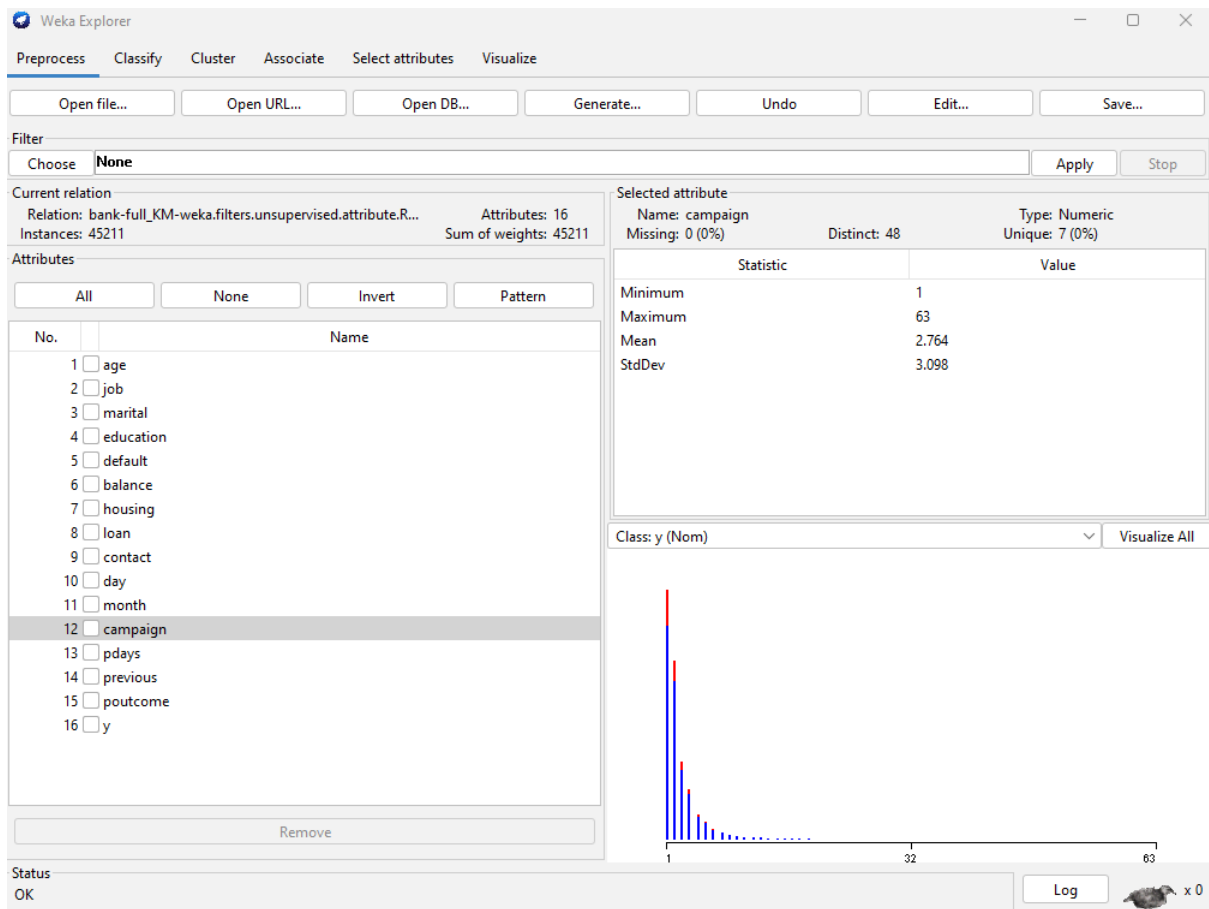 Weka Explorer
Preprocess Classify Cluster Associate Select attributes Visualize
Open file... Open URL... Open DB... Generate... Undo Edit... Save...
Filter
Choose None Apply Stop
Current relation
Relation: bank-full_KM-weka.filters.unsupervised.attribute.R... Attributes: 16
Instances: 45211 Sum of weights: 45211
Attributes
All None Invert Pattern
No. Name
1 age
2 job
3 marital
4 education
5 default
6 balance
7 housing
8 loan
9 contact
10 day
11 month
12 campaign
13 pdays
14 previous
15 poutcome
16 y
Remove
Selected attribute
Name: campaign Type: Numeric
Missing: 0 (0%) Distinct: 48 Unique: 7 (0%)
Statistic Value
Minimum 1
Maximum 63
Mean 2.764
StdDev 3.098
Class: y (Nom) Visualize All
1 32 63
Status
OK Log x 0